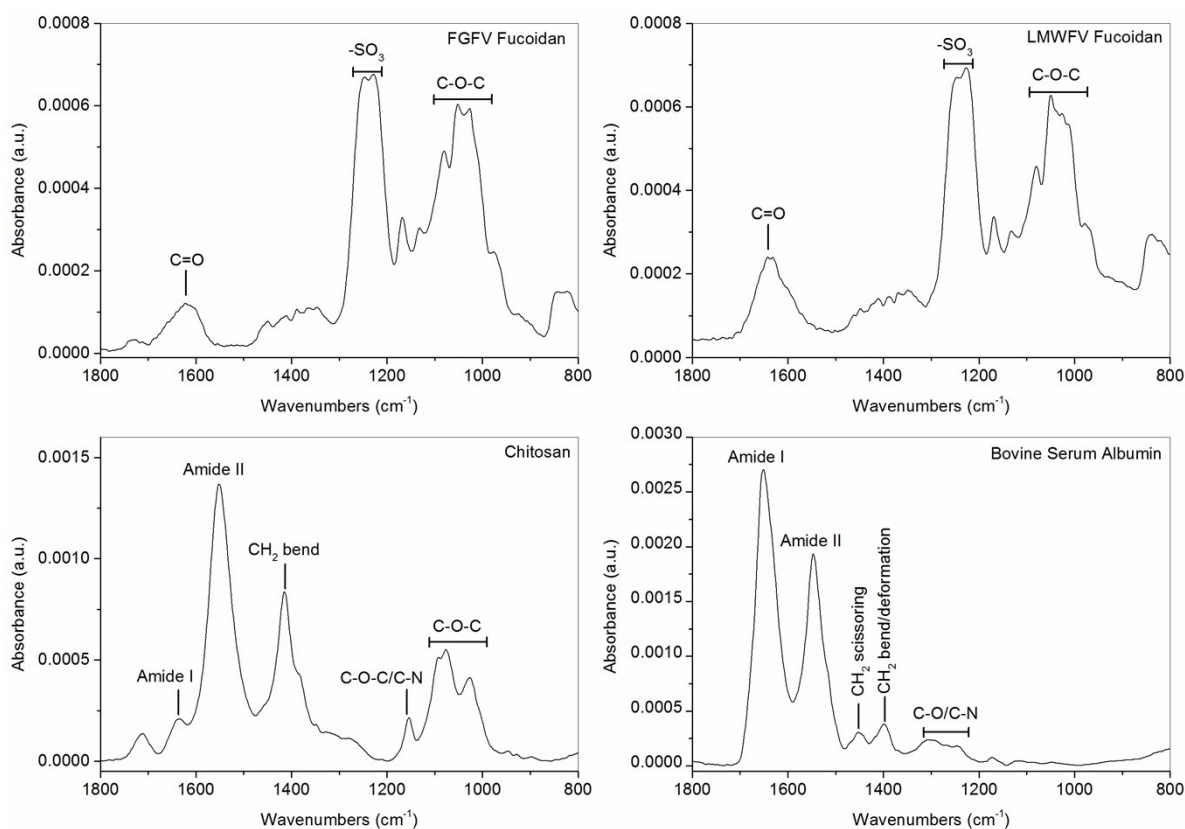 FGFV Fucoidan
-SO3
C-O-C
C=O
0.0008
0.0006
0.0004
0.0002
0.0000
Absorbance (a.u.)
1800 1600 1400 1200 1000 800
Wavenumbers (cm-1)
LMWFV Fucoidan
-SO3
C-O-C
C=O
0.0008
0.0006
0.0004
0.0002
0.0000
Absorbance (a.u.)
1800 1600 1400 1200 1000 800
Wavenumbers (cm-1)
Chitosan
Amide II
CH2 bend
Amide I
C-O-C/C-N
C-O-C
0.0015
0.0010
0.0005
0.0000
Absorbance (a.u.)
1800 1600 1400 1200 1000 800
Wavenumbers (cm-1)
Bovine Serum Albumin
Amide I
Amide II
CH2 scissoring
CH2 bend/deformation
C-O/C-N
0.0030
0.0025
0.0020
0.0015
0.0010
0.0005
0.0000
Absorbance (a.u.)
1800 1600 1400 1200 1000 800
Wavenumbers (cm-1)